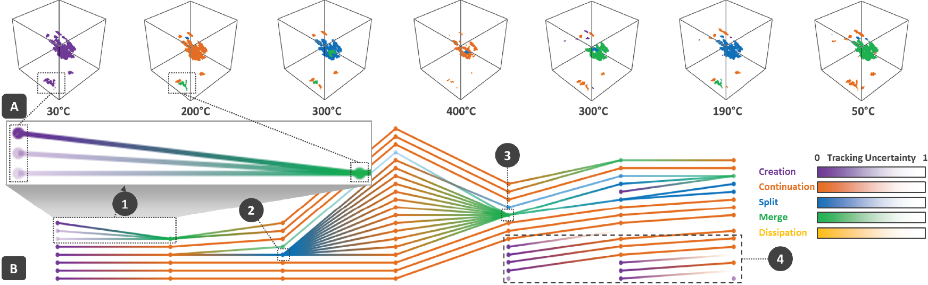 30°C 200°C 300°C 400°C 300°C 190°C 50°C
A
1
2
3
4
B
0 Tracking Uncertainty 1
Creation
Continuation
Split
Merge
Dissipation